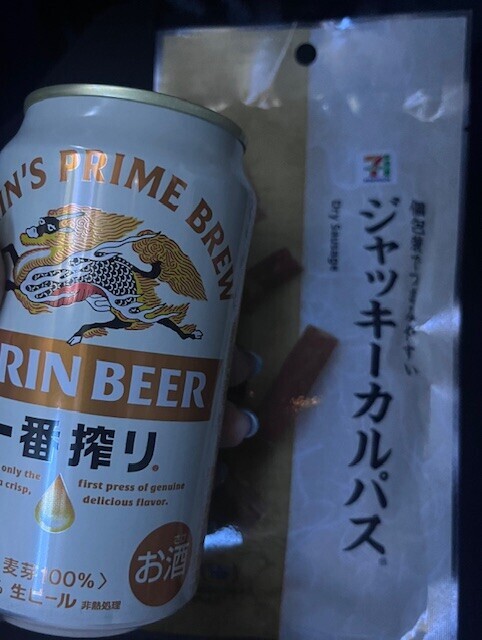 IN'S PRIME BREW
RIN BEER
一番搾り®
only the
crisp,
first press of genuine
delicious flavor.
麦芽100%〉
生ビール 非熱処理
お酒
7
Dry Sausage
ジャッキーカルパス®